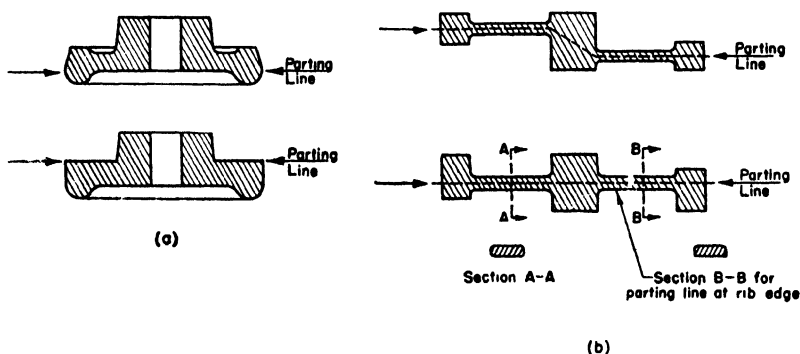 Parting
Line
Parting
Line
(a)
Parting
Line
A
B
Parting
Line
A
B
Section A-A
Section B-B for
parting line at rib edge
(b)